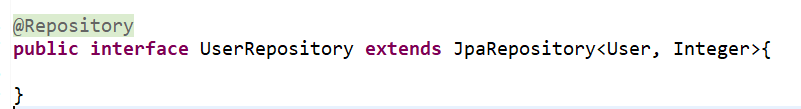 @Repository
public interface UserRepository extends JpaRepository<User, Integer>{
}